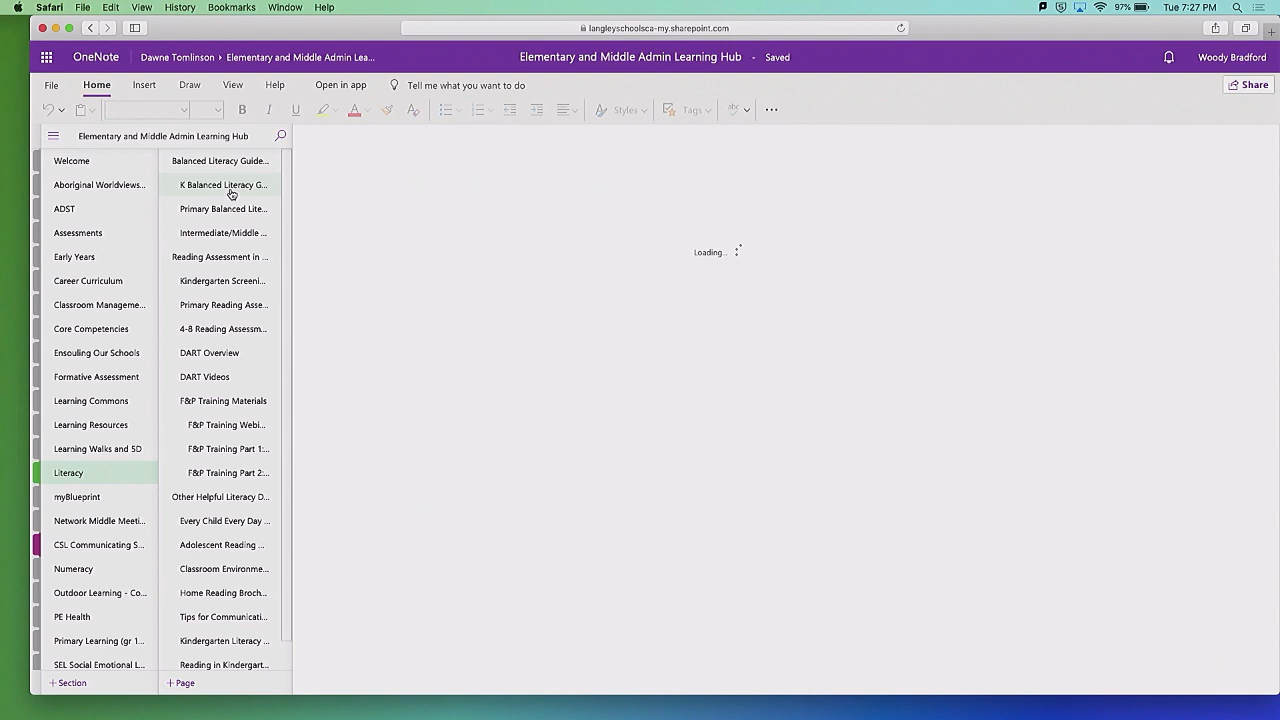 Safari File Edit View History Bookmarks Window Help 97% Tue 7:27 PM
langleyschoolsca-my.sharepoint.com
OneNote Dawne Tomlinson › Elementary and Middle Admin Lea... Elementary and Middle Admin Learning Hub - Saved Woody Bradford
File Home Insert Draw View Help Open in app Tell me what you want to do Share
B I U A Styles Tags abc ...
Elementary and Middle Admin Learning Hub
Welcome Balanced Literacy Guide...
Aboriginal Worldviews... K Balanced Literacy G...
ADST Primary Balanced Lite...
Assessments Intermediate/Middle ...
Early Years Reading Assessment in ... Loading...
Career Curriculum Kindergarten Screeni...
Classroom Manageme... Primary Reading Asse...
Core Competencies 4-8 Reading Assessm...
Ensouling Our Schools DART Overview
Formative Assessment DART Videos
Learning Commons F&P Training Materials
Learning Resources F&P Training Webi...
Learning Walks and 5D F&P Training Part 1:...
Literacy F&P Training Part 2:...
myBlueprint Other Helpful Literacy D...
Network Middle Meeti... Every Child Every Day ...
CSL Communicating S... Adolescent Reading ...
Numeracy Classroom Environme...
Outdoor Learning - Co... Home Reading Broch...
PE Health Tips for Communicati...
Primary Learning (gr 1... Kindergarten Literacy ...
SEL Social Emotional L... Reading in Kindergart...
+ Section + Page